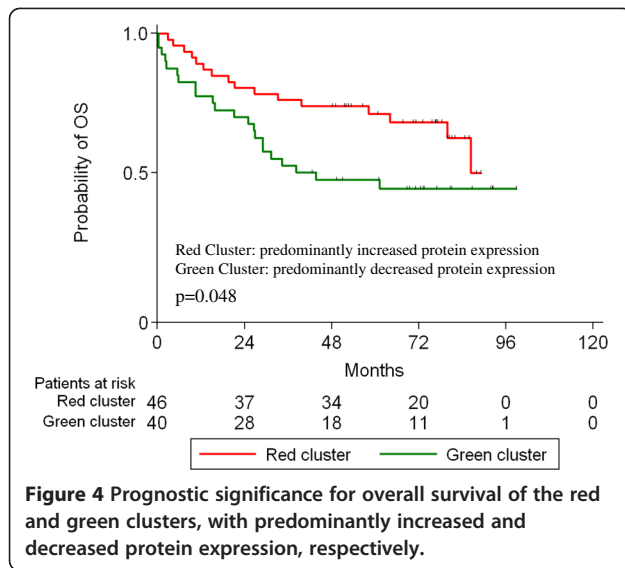 1.0
0.5
0
Probability of OS
Red Cluster: predominantly increased protein expression
Green Cluster: predominantly decreased protein expression
p=0.048
0 24 48 72 96 120
Months
Patients at risk
Red cluster 46 37 34 20 0 0
Green cluster 40 28 18 11 1 0
Red cluster Green cluster
Figure 4 Prognostic significance for overall survival of the red
and green clusters, with predominantly increased and
decreased protein expression, respectively.